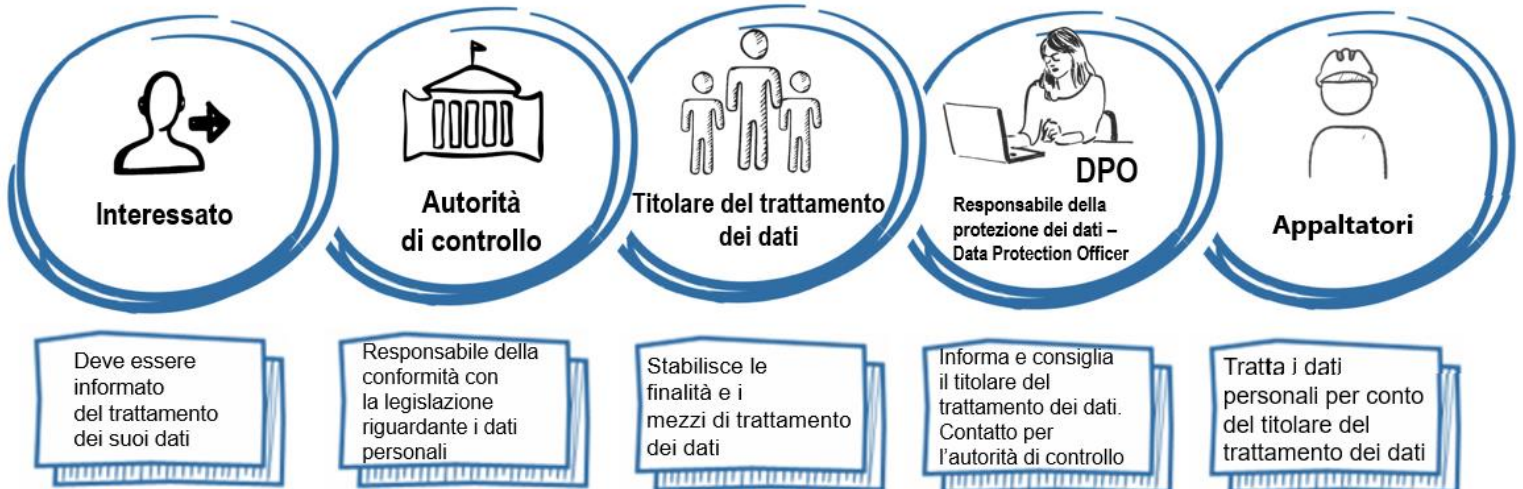 Interessato
Autorità
di controllo
Titolare del trattamento
dei dati
DPO
Responsabile della
protezione dei dati –
Data Protection Officer
Appaltatori
Deve essere
informato
del trattamento
dei suoi dati
Responsabile della
conformità con
la legislazione
riguardante i dati
personali
Stabilisce le
finalità e i
mezzi di trattamento
dei dati
Informa e consiglia
il titolare del
trattamento dei dati.
Contatto per
l'autorità di controllo
Tratta i dati
personali per conto
del titolare del
trattamento dei dati